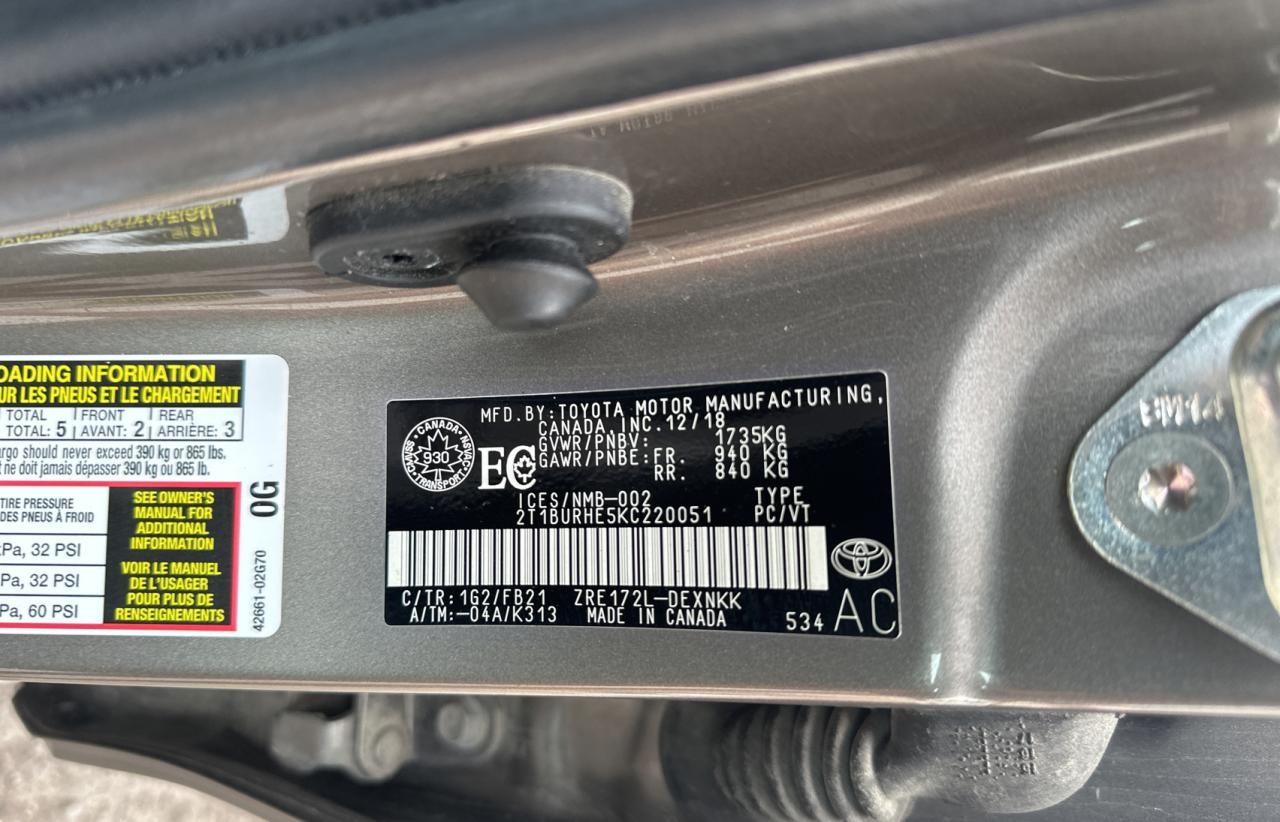 OADING INFORMATION
UR LES PNEUS ET LE CHARGEMENT
TOTAL FRONT REAR
TOTAL: 5 AVANT: 2 ARRIÈRE: 3
argo should never exceed 390 kg or 865 lbs.
t ne doit jamais dépasser 390 kg ou 865 lb.
TIRE PRESSURE
DES PNEUS À FROID
kPa, 32 PSI
Pa, 32 PSI
Pa, 60 PSI
SEE OWNER'S
MANUAL FOR
ADDITIONAL
INFORMATION
VOIR LE MANUEL
DE L'USAGER
POUR PLUS DE
RENSEIGNEMENTS
0G
42661-02G70
MFD.BY:TOYOTA MOTOR MANUFACTURING,
CANADA,INC.12/18
GVWR/PNBV: 1735KG
GAWR/PNBE:FR. 940 KG
RR. 840 KG
CANADA
930
TRANSPORT
EC
ICES/NMB-002 TYPE
2T1BURHE5KC220051 PC/VT
C/TR:1G2/FB21 ZRE172L-DEXNKK
A/TM:-04A/K313 MADE IN CANADA 534 AC